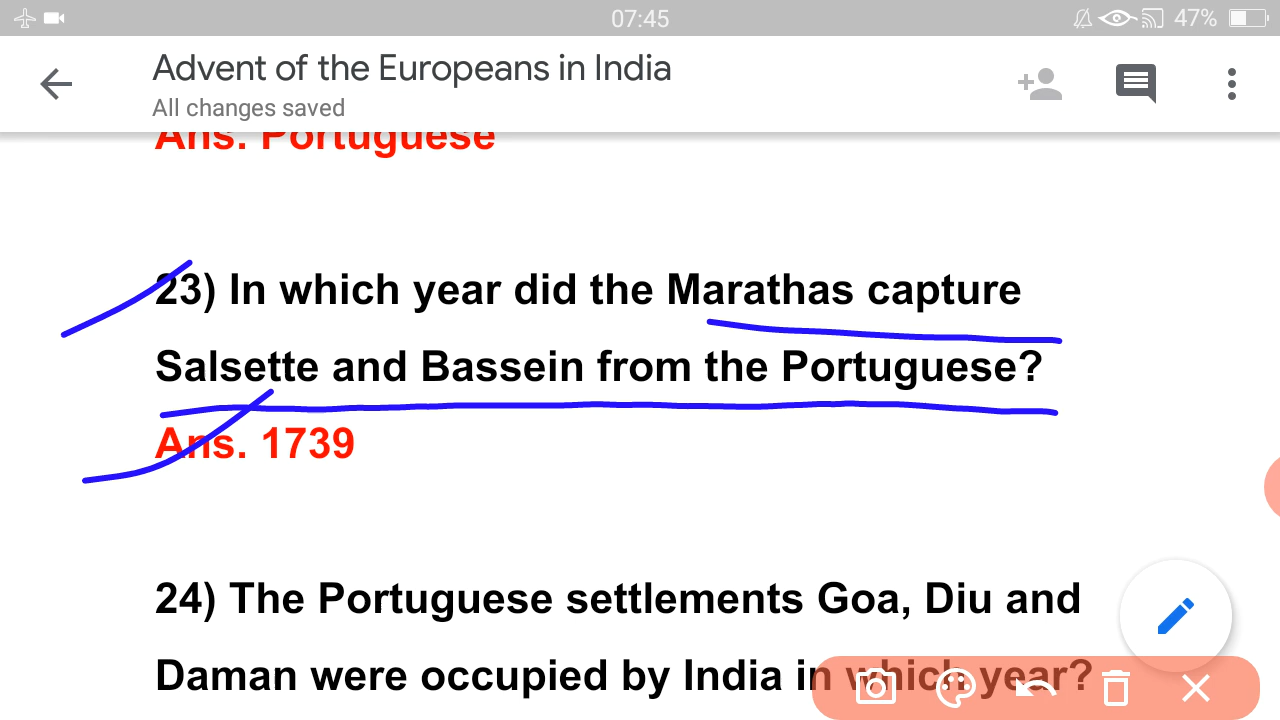 07:45
47%
Advent of the Europeans in India
All changes saved
Ans. Portuguese
23) In which year did the Marathas capture
Salsette and Bassein from the Portuguese?
Ans. 1739
24) The Portuguese settlements Goa, Diu and
Daman were occupied by India in which year?